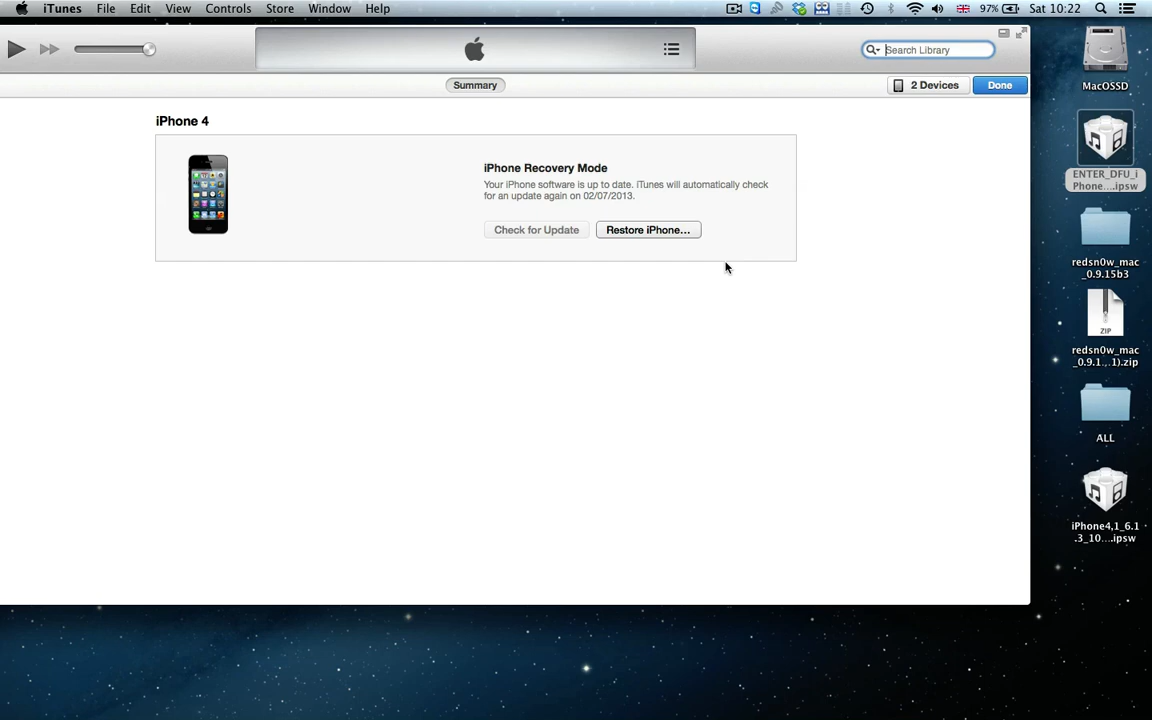 iTunes File Edit View Controls Store Window Help
97% Sat 10:22
Search Library
Summary
2 Devices
Done
iPhone 4
iPhone Recovery Mode
Your iPhone software is up to date. iTunes will automatically check
for an update again on 02/07/2013.
Check for Update
Restore iPhone...
MacOSSD
ENTER_DFU_i
Phone....ipsw
redsn0w_mac
_0.9.15b3
ZIP
redsn0w_mac
_0.9.1...1).zip
ALL
iPhone4,1_6.1
.3_10...ipsw